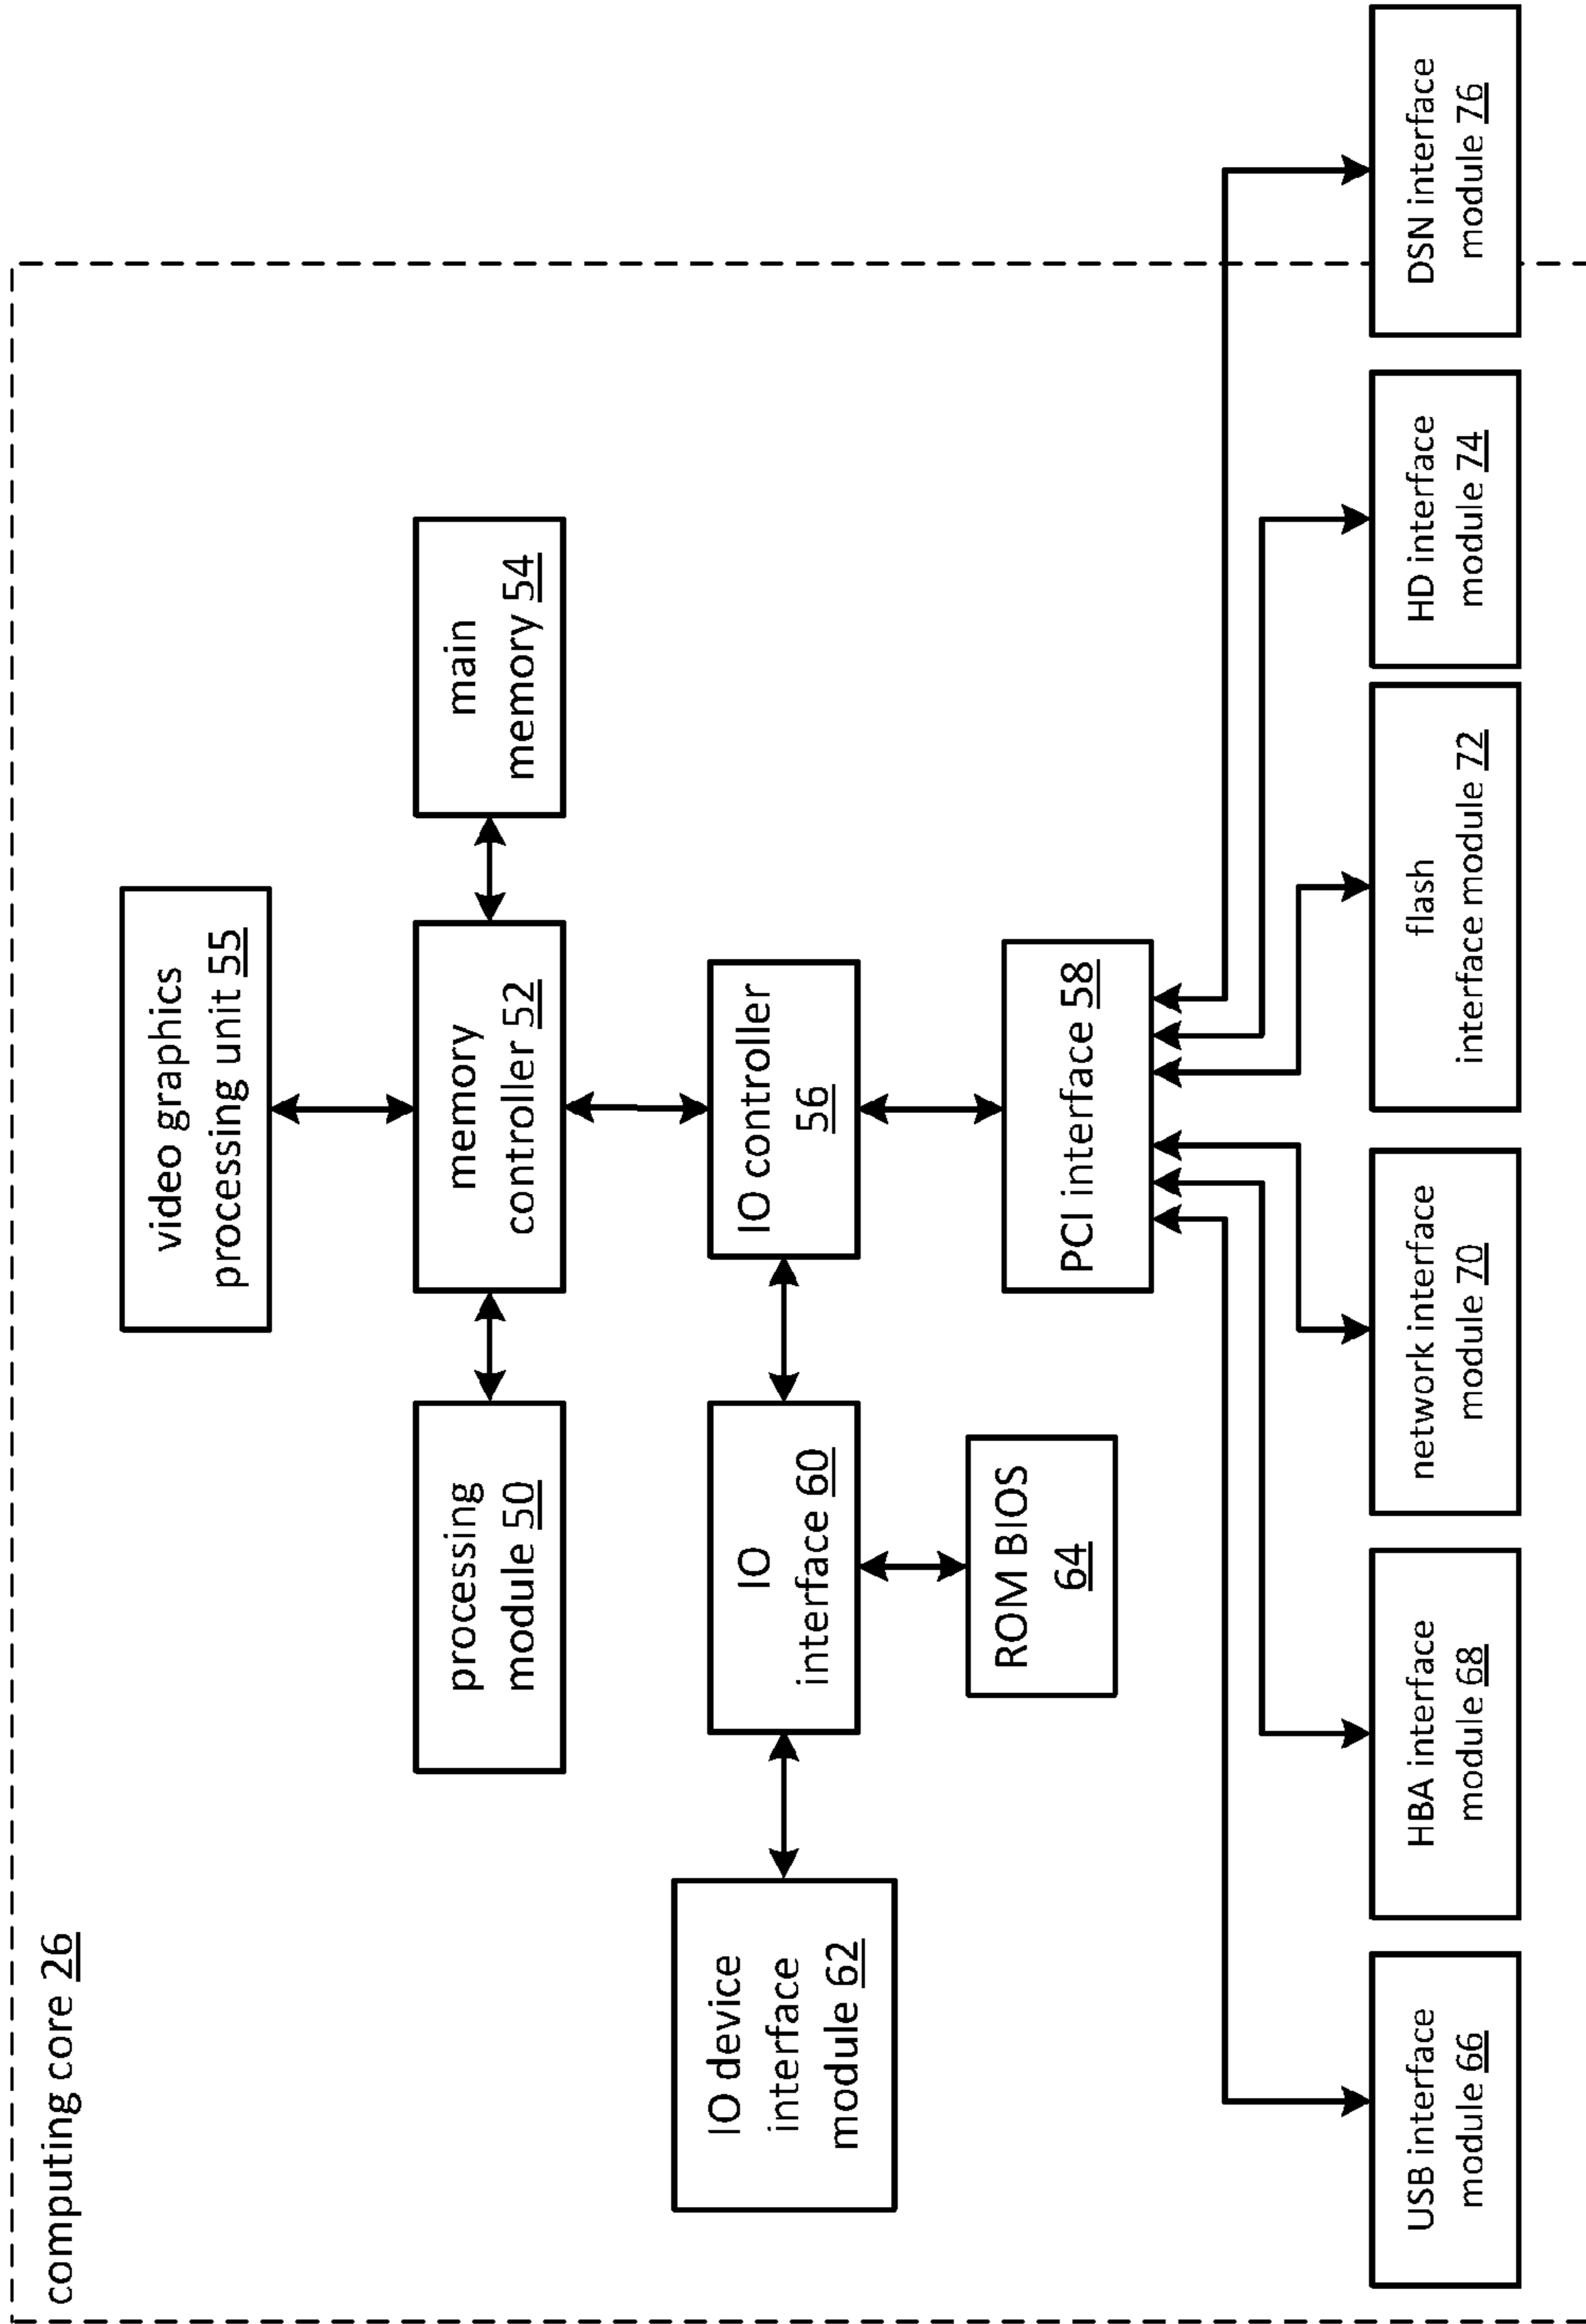 computing core 26
video graphics
processing unit 55
processing
module 50
memory
controller 52
main
memory 54
IO device
interface
module 62
IO
interface 60
IO controller
56
ROM BIOS
64
PCI interface 58
USB interface
module 66
HBA interface
module 68
network interface
module 70
flash
interface module 72
HD interface
module 74
DSN interface
module 76